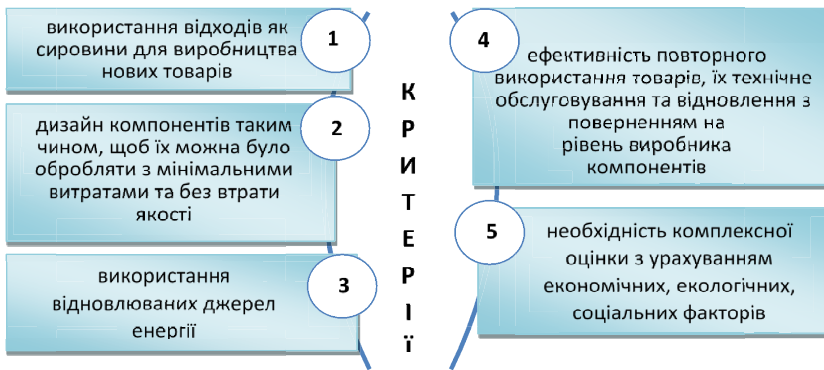 використання відходів як
сировини для виробництва
нових товарів
1
дизайн компонентів таким
чином, щоб їх можна було
обробляти з мінімальними
витратами та без втрати
якості
2
використання
відновлюваних джерел
енергії
3
К
Р
И
Т
Е
Р
І
Ї
4
ефективність повторного
використання товарів, їх технічне
обслуговування та відновлення з
поверненням на
рівень виробника
компонентів
5
необхідність комплексної
оцінки з урахуванням
економічних, екологічних,
соціальних факторів